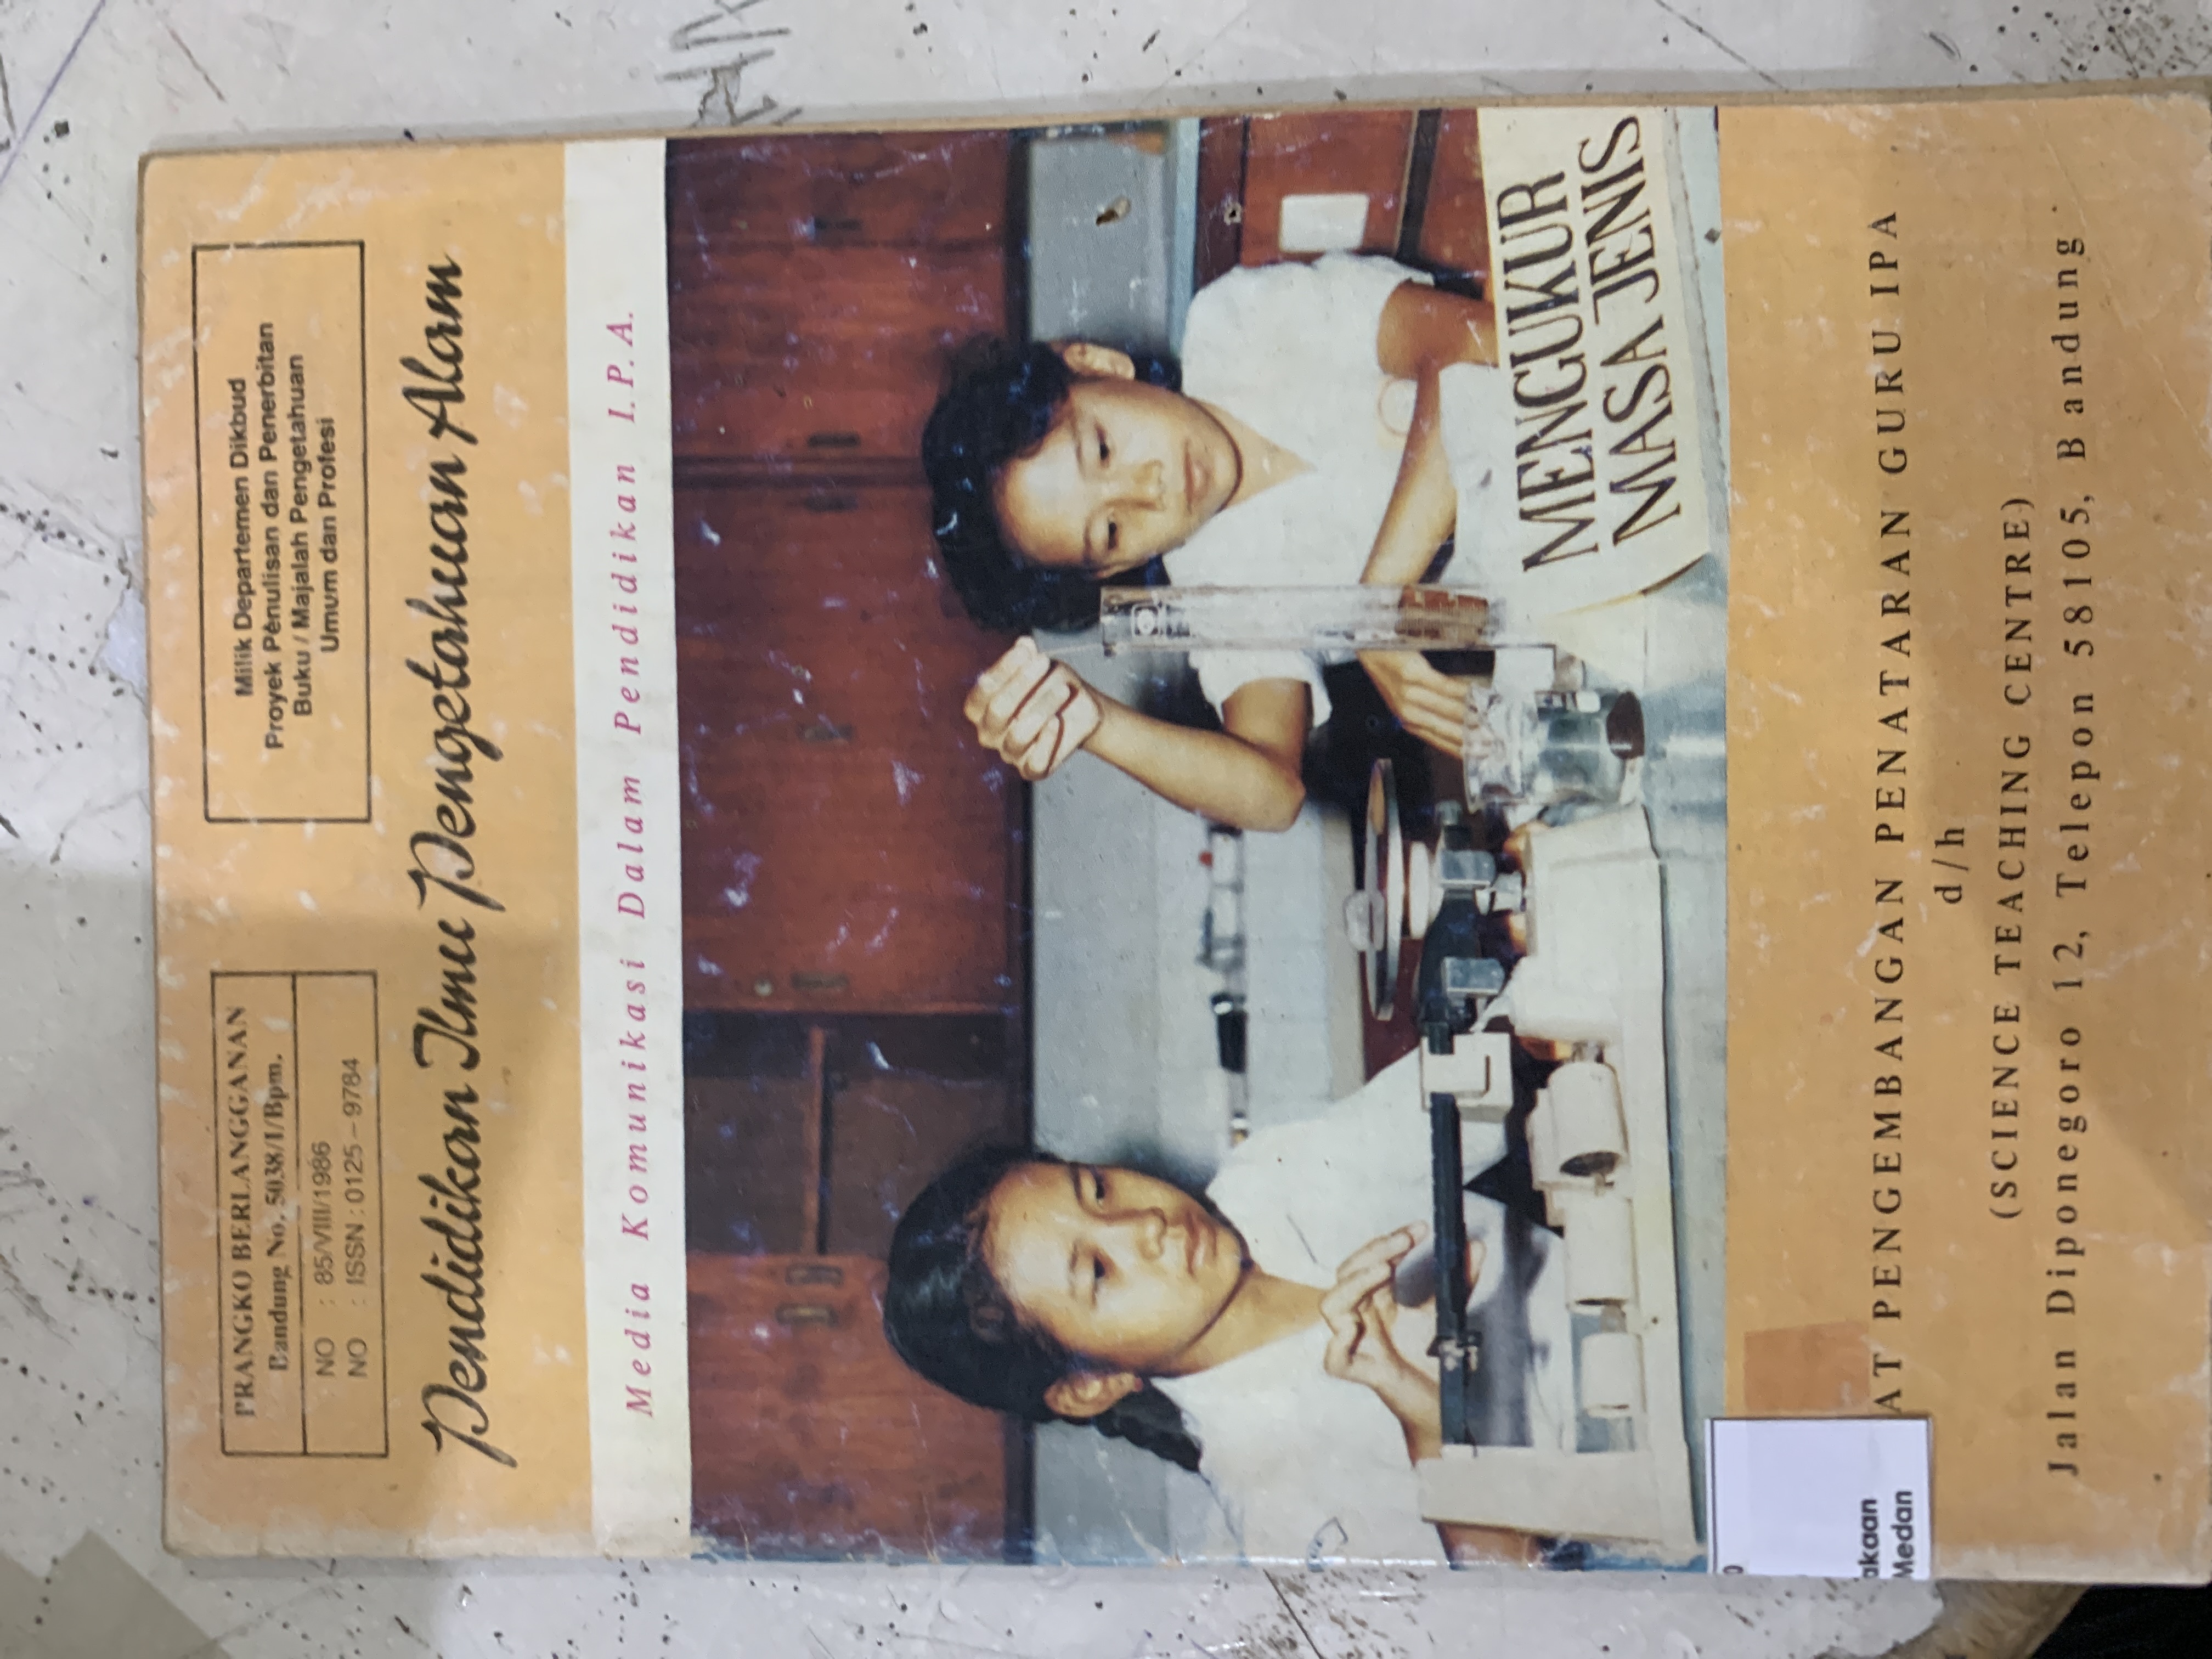 PRANGKO BERLANGGANAN
Bandung No. 5038/I/Bpm.
NO : 85/VIII/1986
NO : ISSN : 0125-9784
Milik Departemen Dikbud
Proyek Penulisan dan Penerbitan
Buku / Majalah Pengetahuan
Umum dan Profesi
Pendidikan Ilmu Pengetahuan Alam
Media Komunikasi Dalam Pendidikan I.P.A.
MENGUKUR
MASA JENIS
AT PENGEMBANGAN PENATARAN GURU IPA
d/h
(SCIENCE TEACHING CENTRE)
Jalan Diponegoro 12, Telepon 58105, Bandung.
0
akaan
Medan